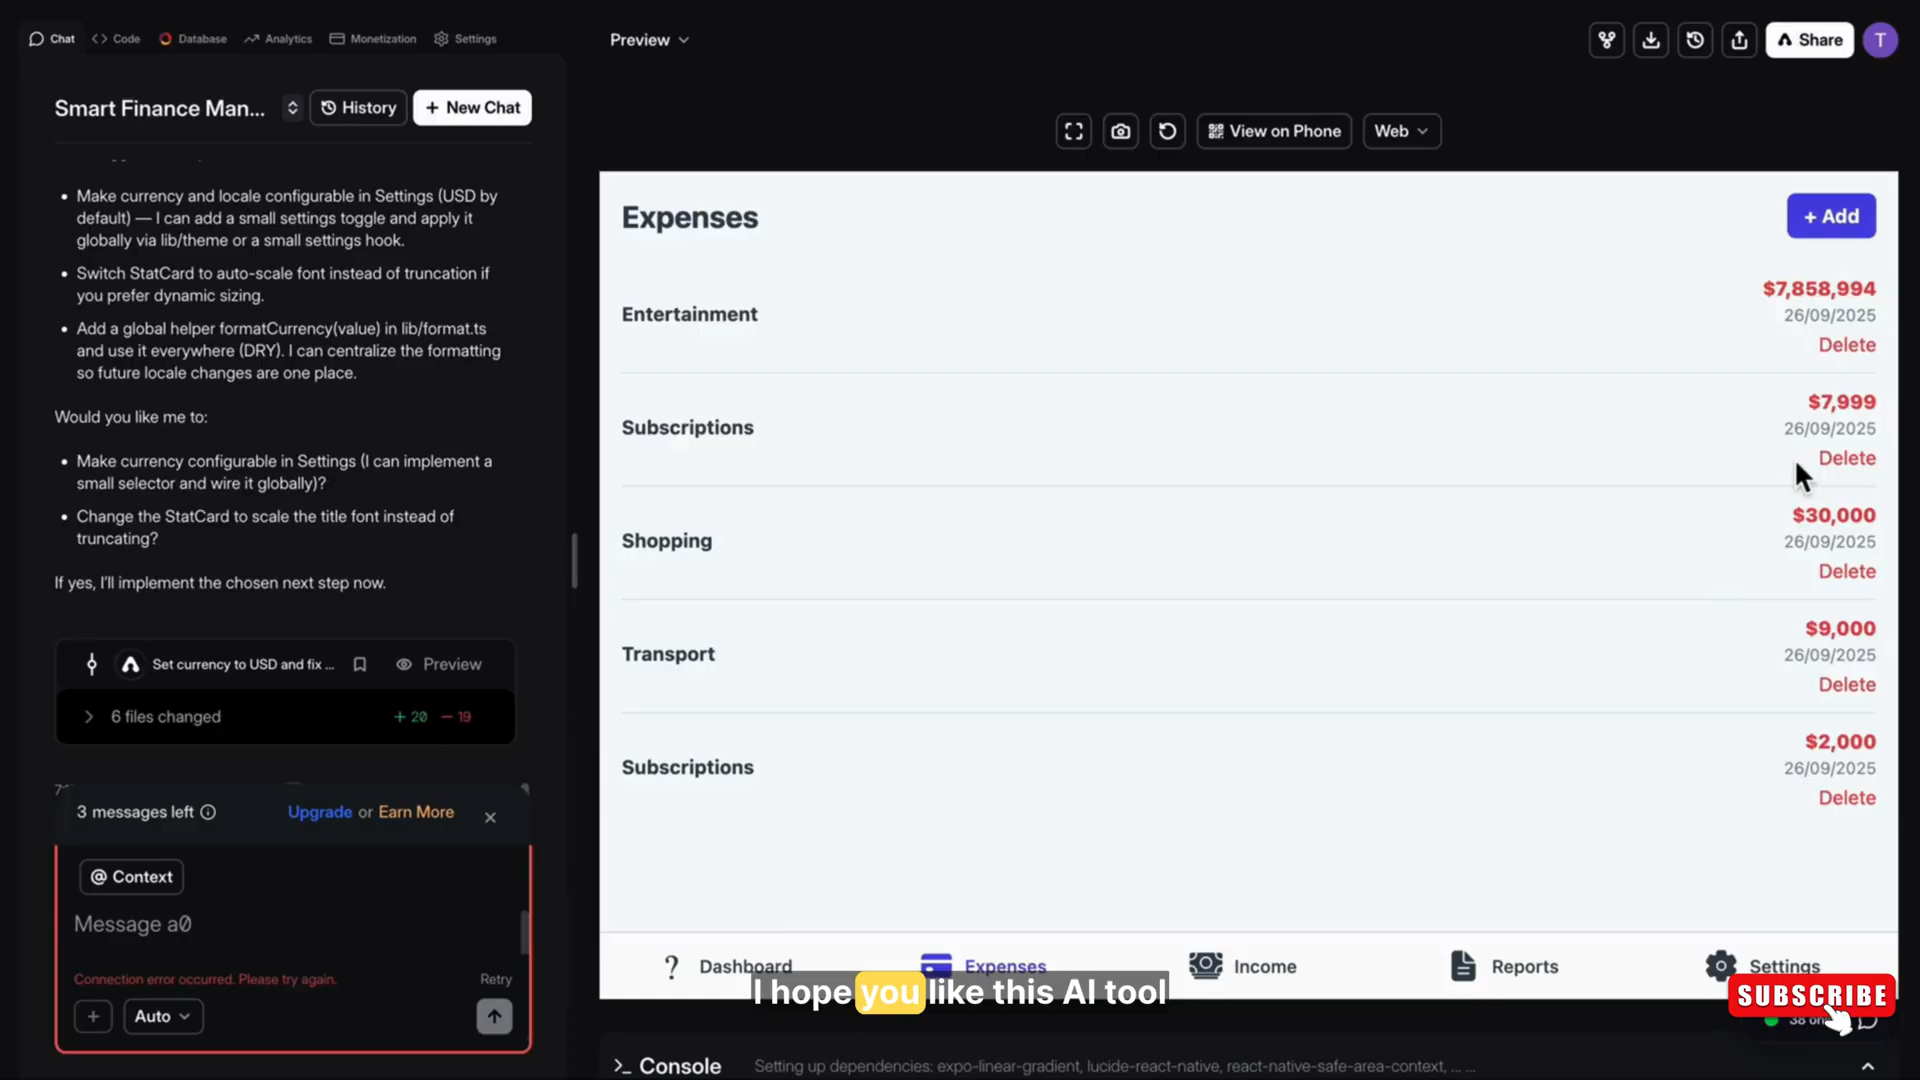 Chat
Code
Database
Analytics
Monetization
Settings
Preview
Share
T
Smart Finance Man...
History
+ New Chat
View on Phone
Web
Make currency and locale configurable in Settings (USD by
default) — I can add a small settings toggle and apply it
globally via lib/theme or a small settings hook.
Switch StatCard to auto-scale font instead of truncation if
you prefer dynamic sizing.
Add a global helper formatCurrency(value) in lib/format.ts
and use it everywhere (DRY). I can centralize the formatting
so future locale changes are one place.
Would you like me to:
Make currency configurable in Settings (I can implement a
small selector and wire it globally)?
Change the StatCard to scale the title font instead of
truncating?
If yes, I'll implement the chosen next step now.
Set currency to USD and fix ...
Preview
6 files changed
+ 20 − 19
3 messages left
Upgrade or Earn More
@ Context
Message a0
Connection error occurred. Please try again.
Retry
Auto
Expenses
+ Add
Entertainment
$7,858,994
26/09/2025
Delete
Subscriptions
$7,999
26/09/2025
Delete
Shopping
$30,000
26/09/2025
Delete
Transport
$9,000
26/09/2025
Delete
Subscriptions
$2,000
26/09/2025
Delete
? Dashboard
Expenses
Income
Reports
Settings
I hope you like this AI tool
SUBSCRIBE
>_ Console
Setting up dependencies: expo-linear-gradient, lucide-react-native, react-native-safe-area-context, ... ...